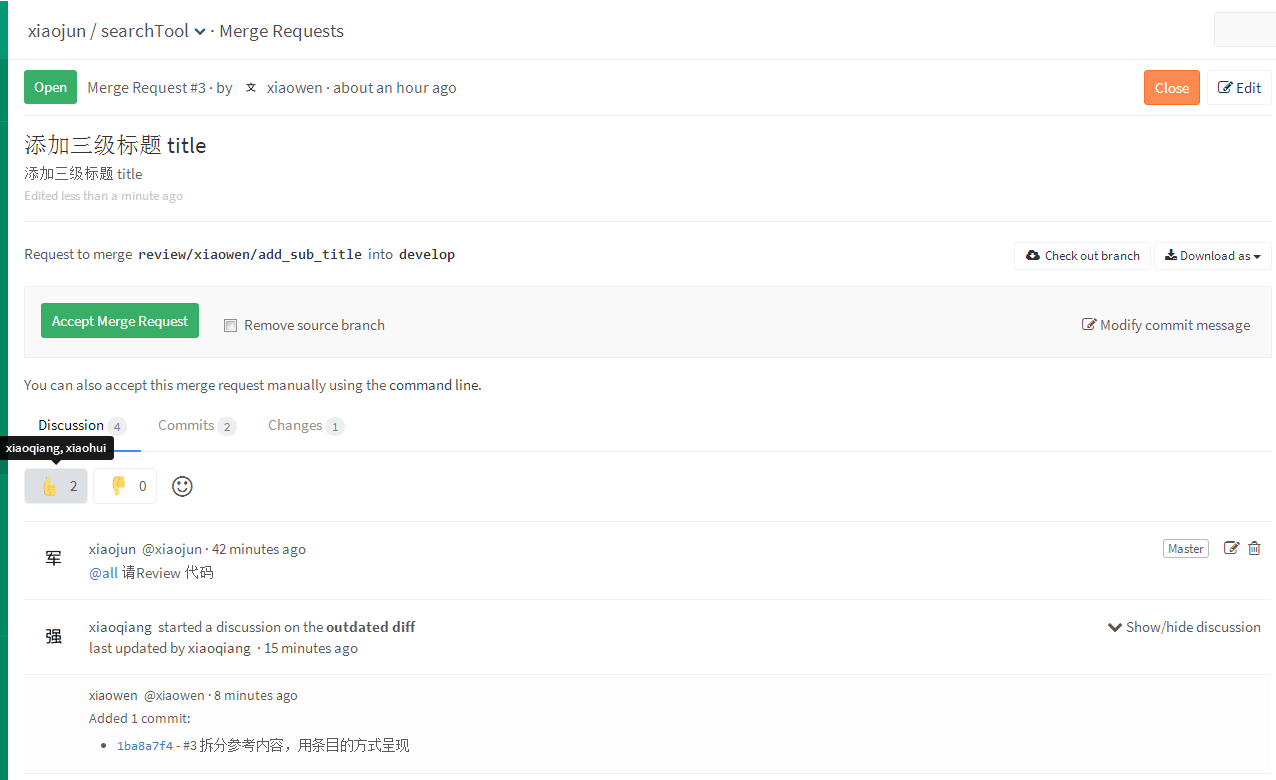 xiaojun / searchTool · Merge Requests
Open Merge Request #3 · by 文 xiaowen · about an hour ago Close Edit
添加三级标题 title
添加三级标题 title
Edited less than a minute ago
Request to merge review/xiaowen/add_sub_title into develop Check out branch Download as
Accept Merge Request Remove source branch Modify commit message
You can also accept this merge request manually using the command line.
Discussion 4 Commits 2 Changes 1
xiaoqiang, xiaohui
2 0
军 xiaojun @xiaojun · 42 minutes ago Master
@all 请Review 代码
强 xiaoqiang started a discussion on the outdated diff Show/hide discussion
last updated by xiaoqiang · 15 minutes ago
xiaowen @xiaowen · 8 minutes ago
Added 1 commit:
• 1ba8a7f4 - #3 拆分参考内容，用条目的方式呈现